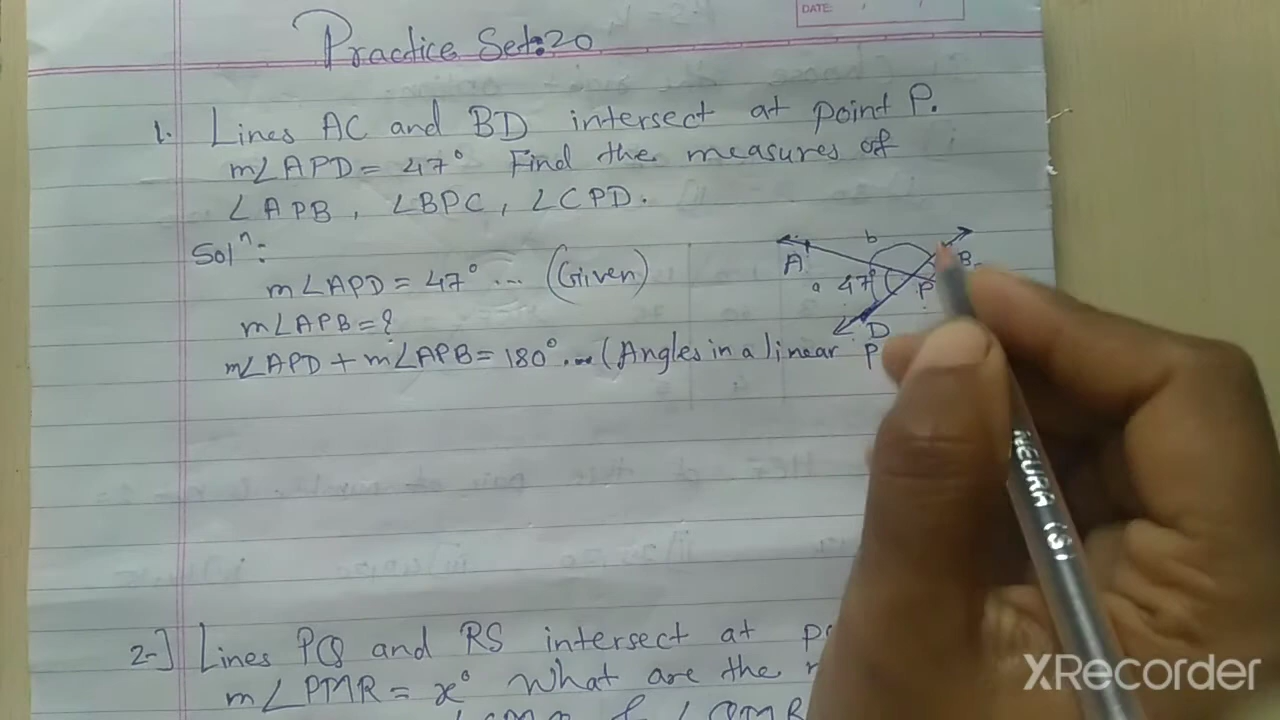 DATE:
Practice Set:20
1. Lines AC and BD intersect at point P.
m∠APD = 47° Find the measures of
∠APB, ∠BPC, ∠CPD.
Solⁿ:
m∠APD = 47° ... (Given)
m∠APB = ?
m∠APD + m∠APB = 180° ... (Angles in a linear P
b
A
B
a 47°
P
D
2-] Lines PQ and RS intersect at
m∠PMR = x° What are the
NEURA (S)
XRecorder